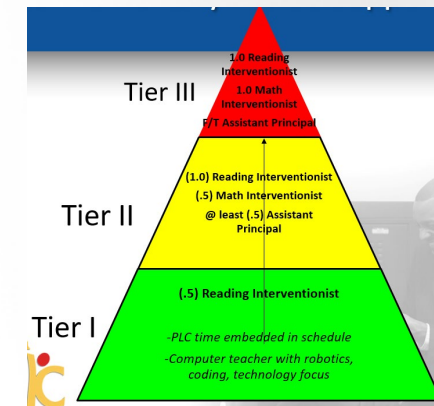 1.0 Reading
Interventionist
1.0 Math
Interventionist
F/T Assistant Principal
Tier III
(1.0) Reading Interventionist
(.5) Math Interventionist
@ least (.5) Assistant
Principal
Tier II
(.5) Reading Interventionist
Tier I
-PLC time embedded in schedule
-Computer teacher with robotics,
coding, technology focus